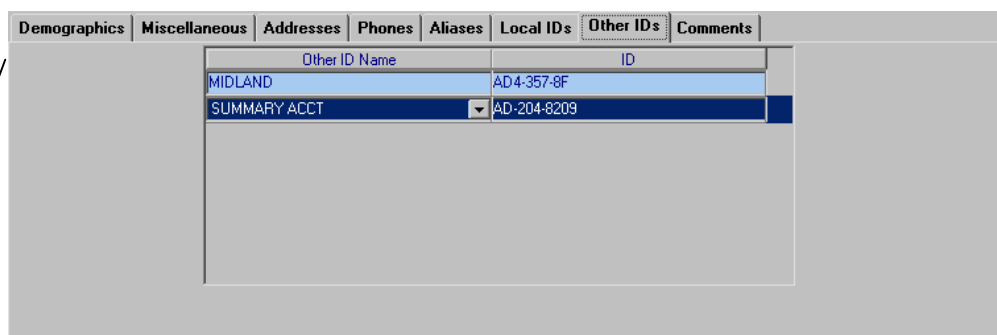 Demographics Miscellaneous Addresses Phones Aliases Local IDs Other IDs Comments
Other ID Name ID
MIDLAND AD4-357-8F
SUMMARY ACCT AD-204-8209